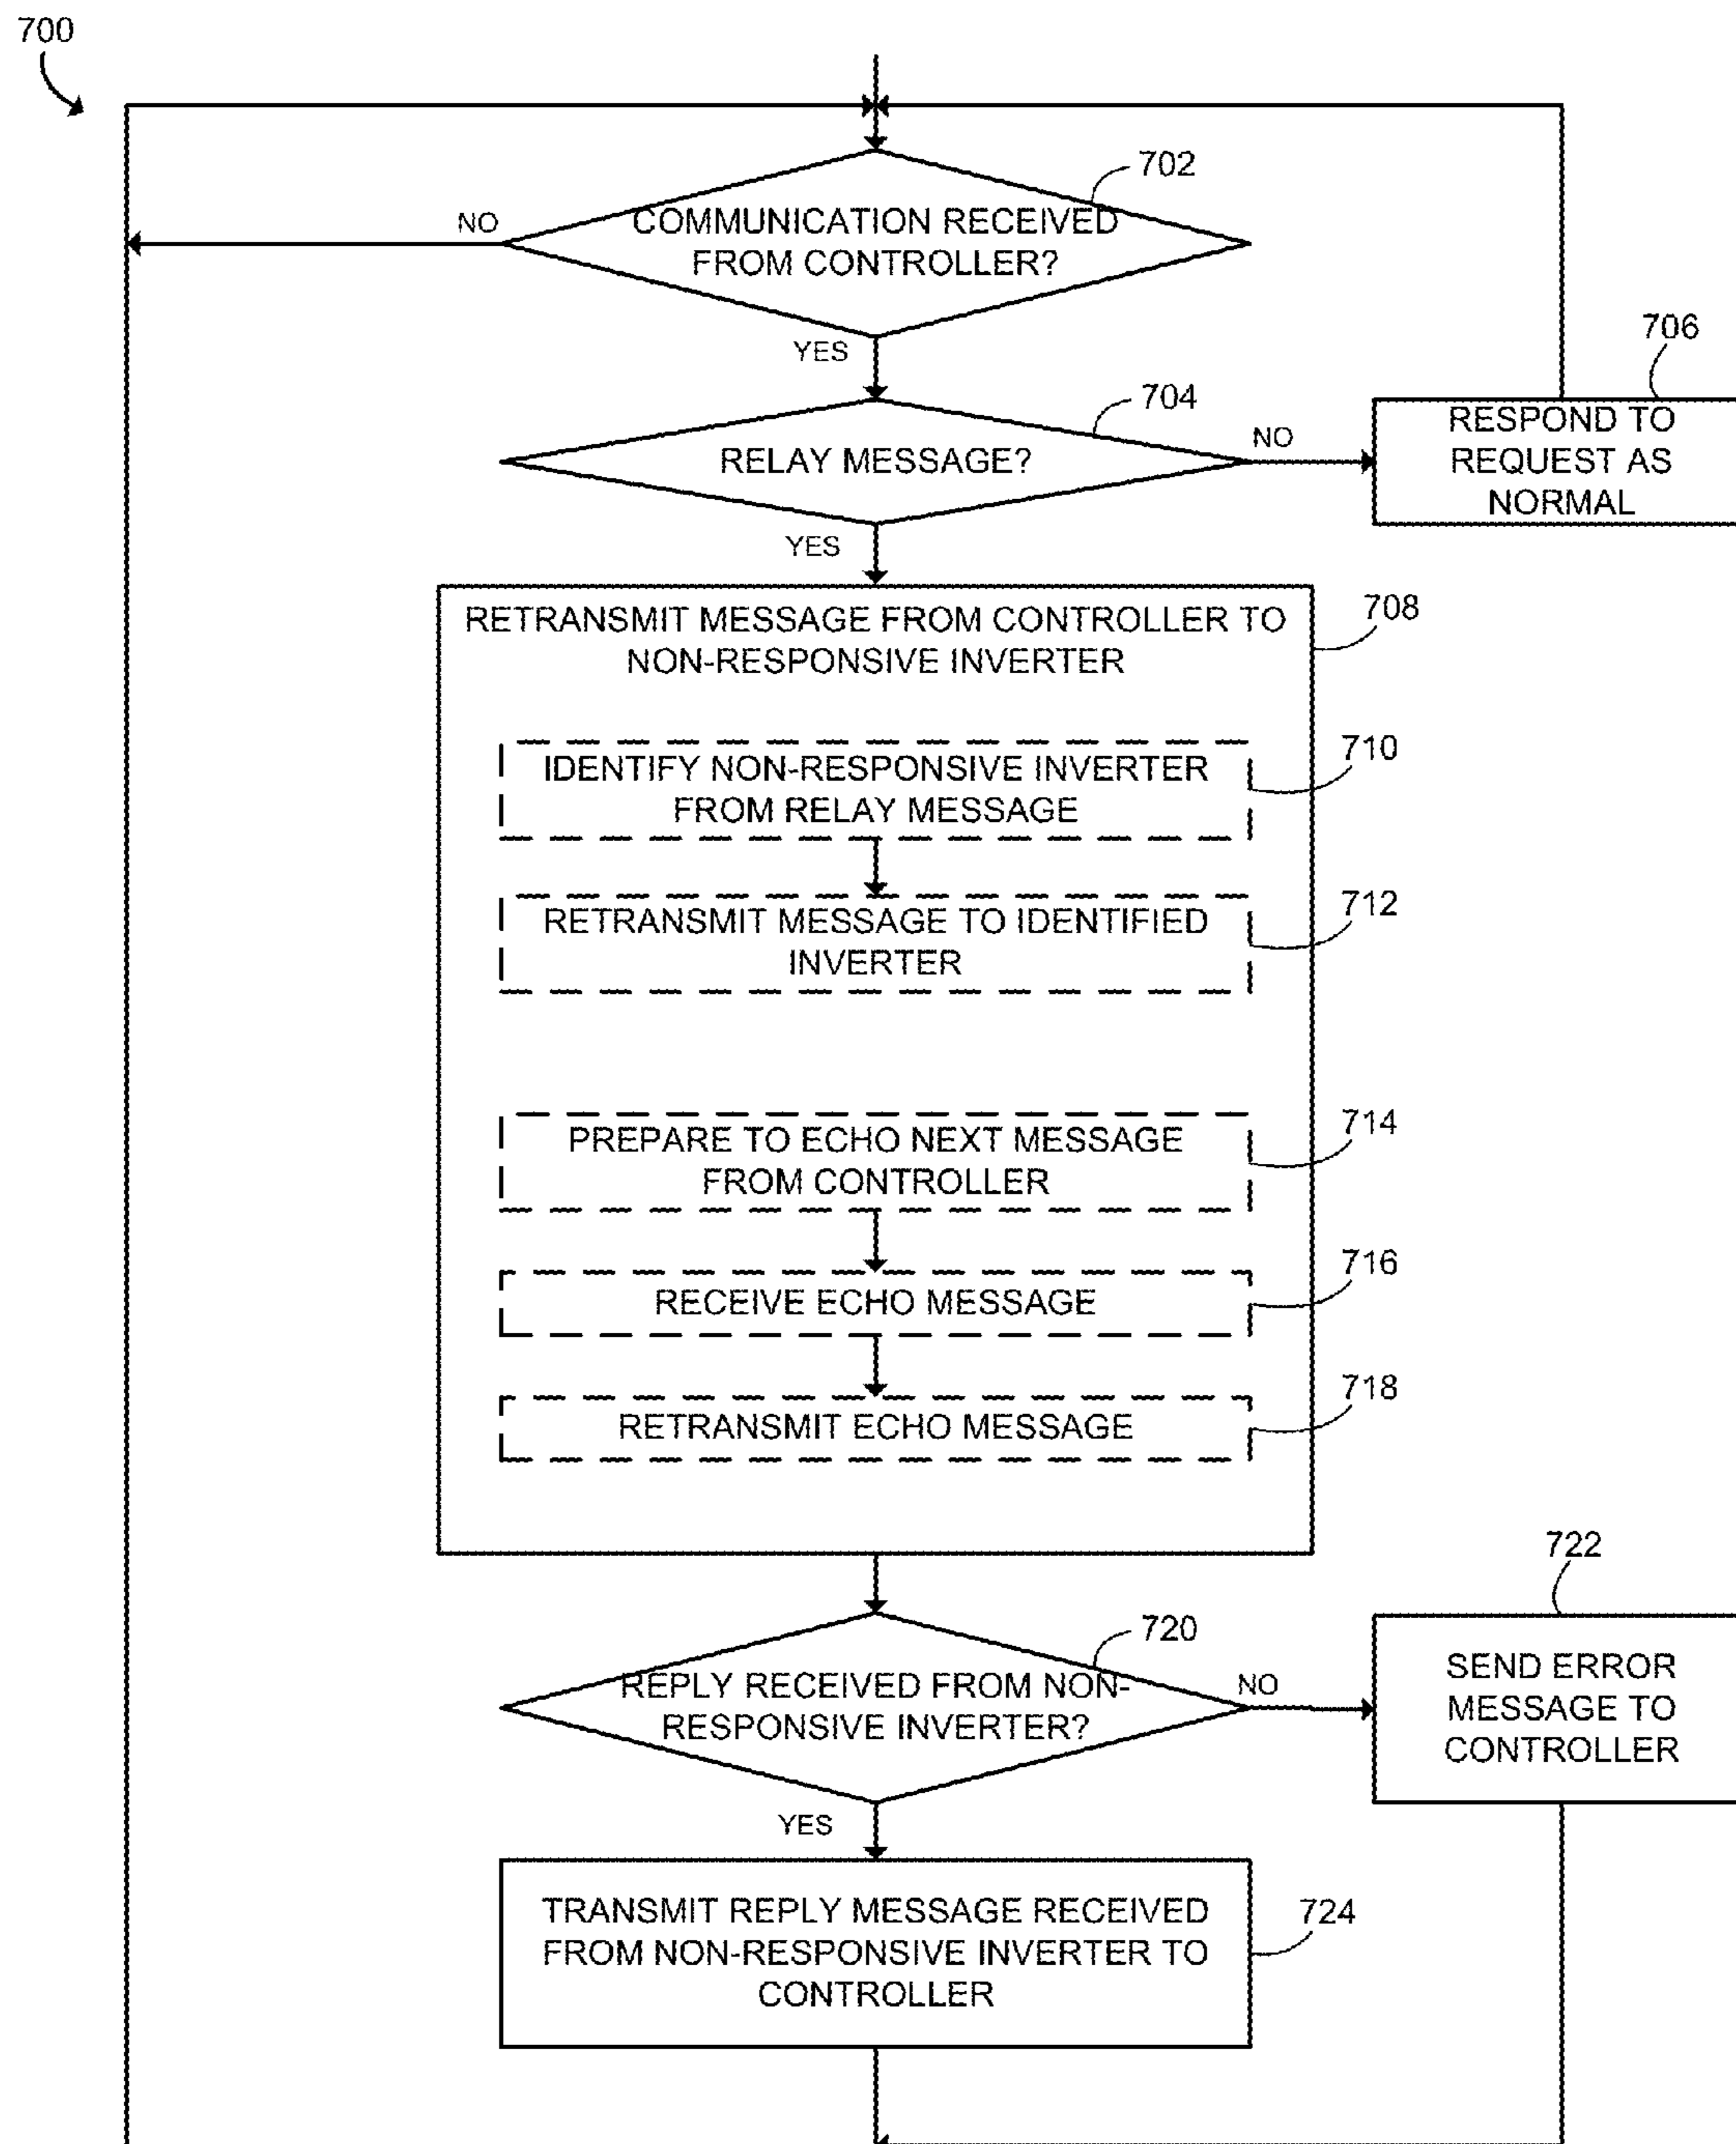 700
702
COMMUNICATION RECEIVED
FROM CONTROLLER?
NO
YES
704
RELAY MESSAGE?
NO
706
RESPOND TO
REQUEST AS
NORMAL
YES
708
RETRANSMIT MESSAGE FROM CONTROLLER TO
NON-RESPONSIVE INVERTER
710
IDENTIFY NON-RESPONSIVE INVERTER
FROM RELAY MESSAGE
712
RETRANSMIT MESSAGE TO IDENTIFIED
INVERTER
714
PREPARE TO ECHO NEXT MESSAGE
FROM CONTROLLER
716
RECEIVE ECHO MESSAGE
718
RETRANSMIT ECHO MESSAGE
720
REPLY RECEIVED FROM NON-
RESPONSIVE INVERTER?
NO
722
SEND ERROR
MESSAGE TO
CONTROLLER
YES
724
TRANSMIT REPLY MESSAGE RECEIVED
FROM NON-RESPONSIVE INVERTER TO
CONTROLLER